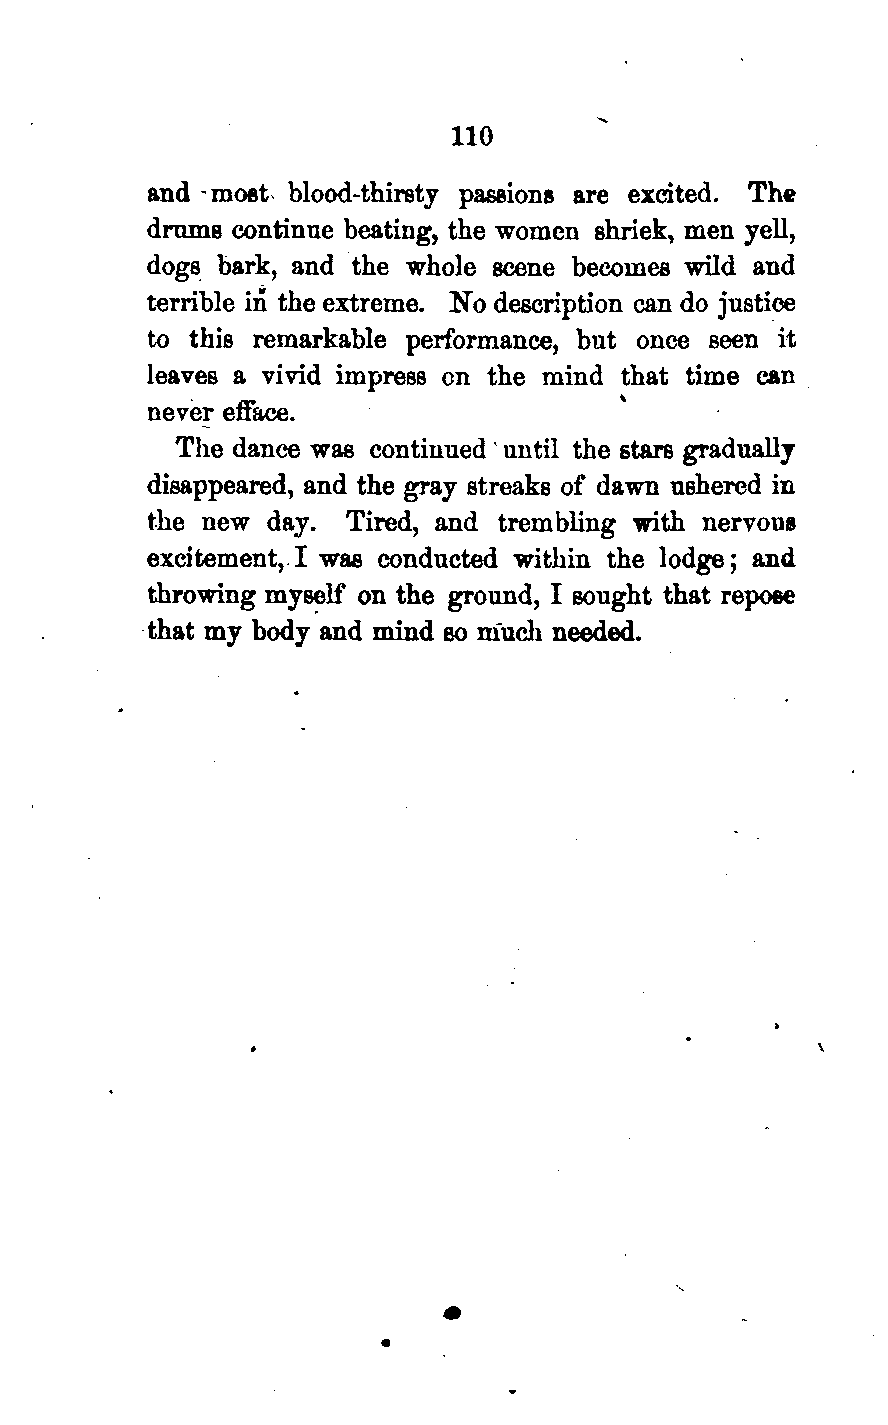 110
and most blood-thirsty passions are excited. The
drums continue beating, the women shriek, men yell,
dogs bark, and the whole scene becomes wild and
terrible in the extreme. No description can do justice
to this remarkable performance, but once seen it
leaves a vivid impress on the mind that time can
never efface.
The dance was continued until the stars gradually
disappeared, and the gray streaks of dawn ushered in
the new day. Tired, and trembling with nervous
excitement, I was conducted within the lodge; and
throwing myself on the ground, I sought that repose
that my body and mind so much needed.